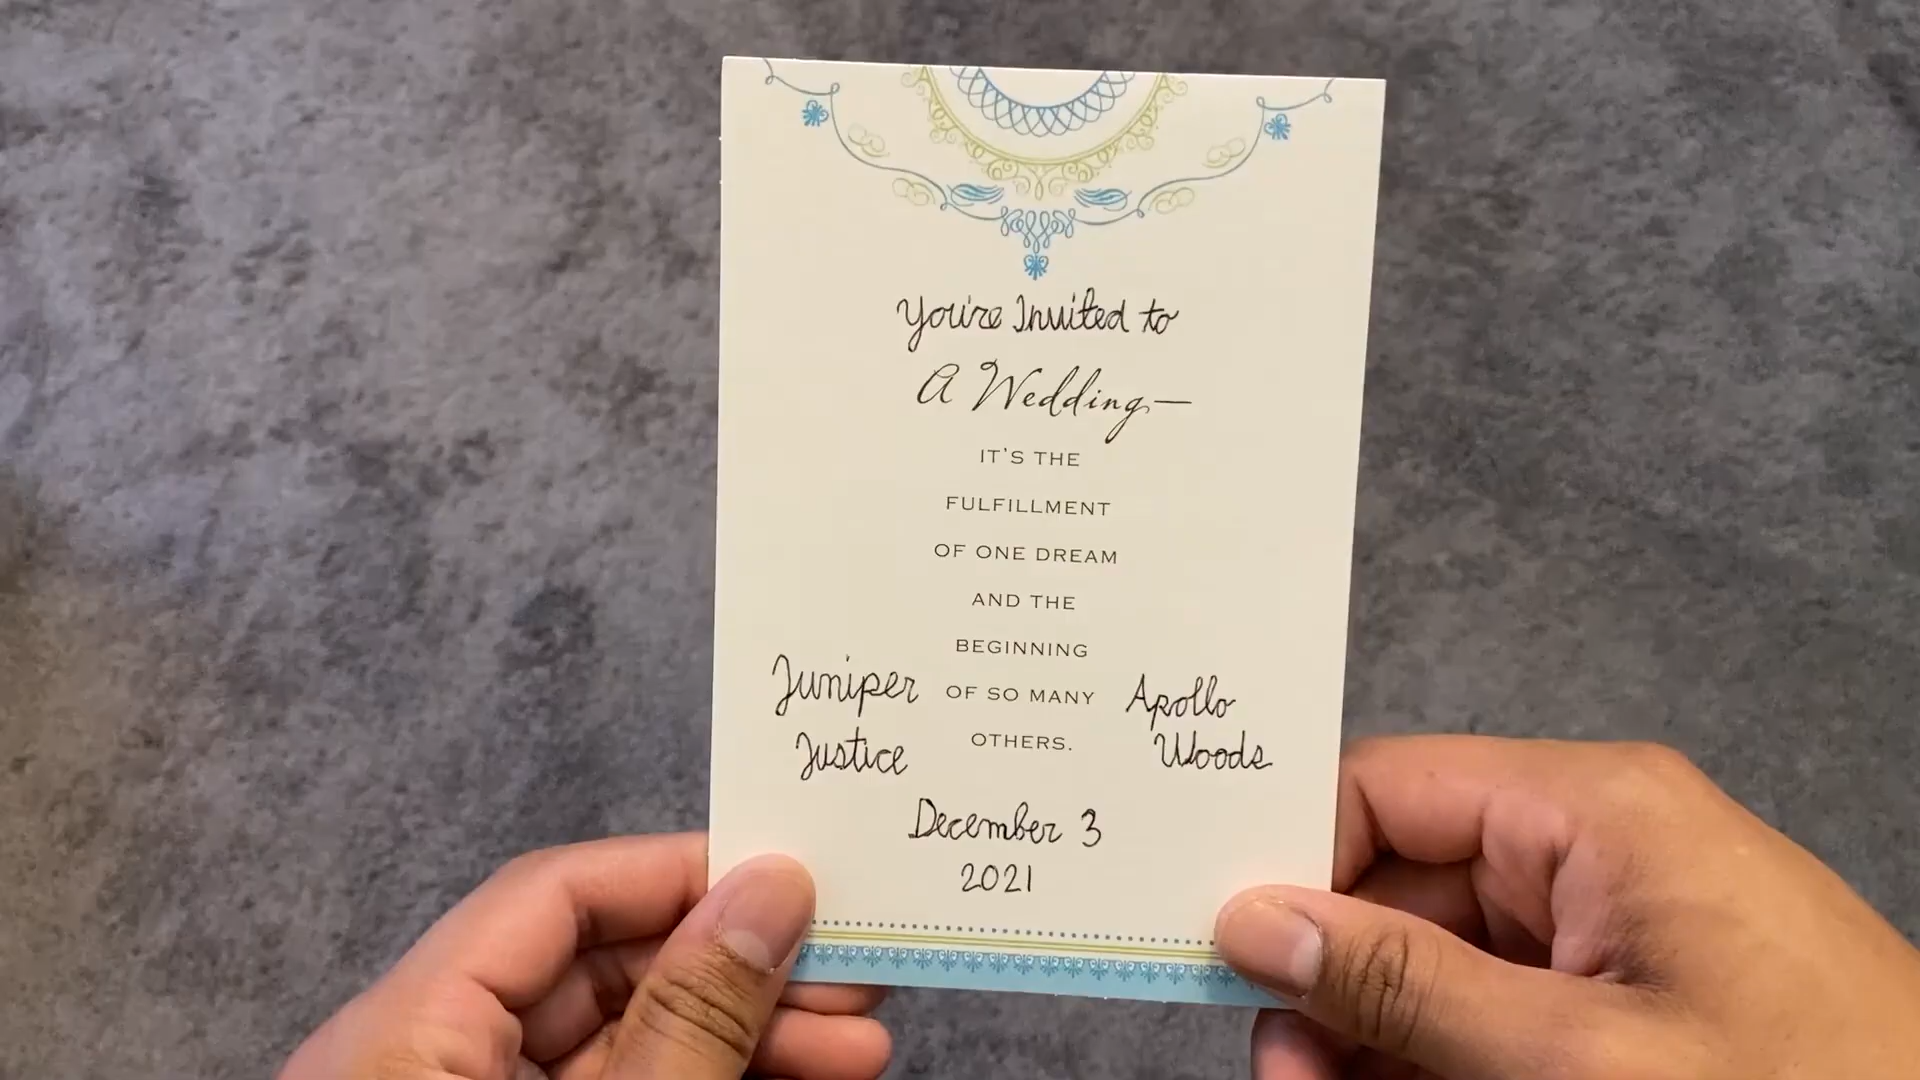 You're Invited to
A Wedding—
IT'S THE
FULFILLMENT
OF ONE DREAM
AND THE
BEGINNING
OF SO MANY
OTHERS.
Juniper
Justice
Apollo
Woods
December 3
2021